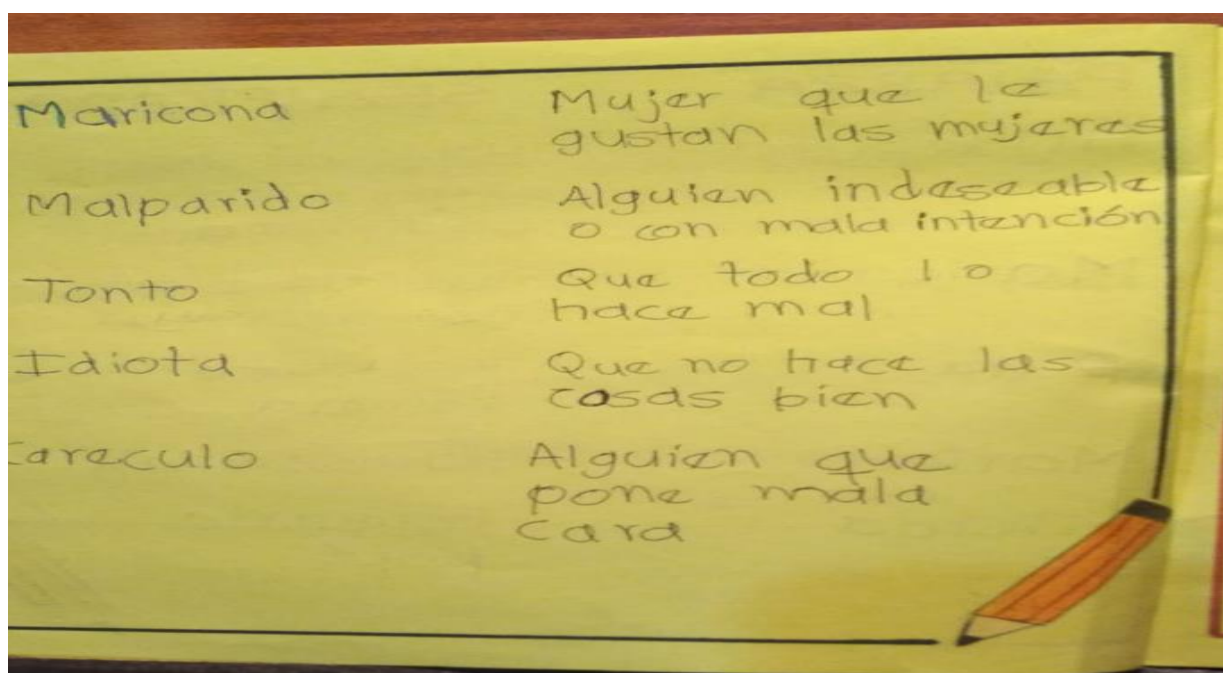 Maricona Mujer que le
gustan las mujeres
Malparido Alguien indeseable
o con mala intención
Tonto Que todo lo
hace mal
Idiota Que no hace las
cosas bien
Careculo Alguien que
pone mala
cara